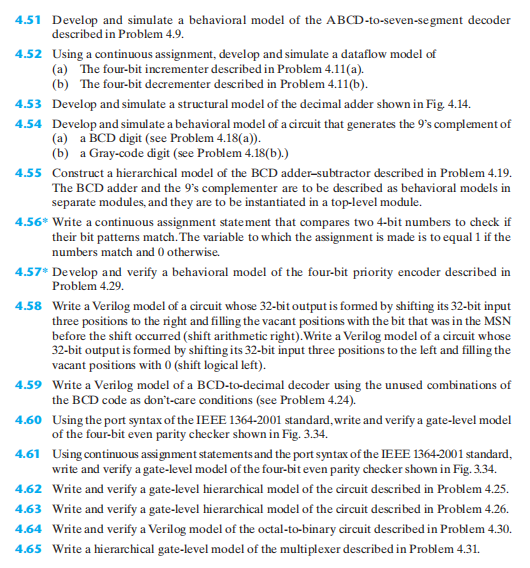 4.51 Develop and simulate a behavioral model of the ABCD-to-seven-segment decoder
described in Problem 4.9.
4.52 Using a continuous assignment, develop and simulate a dataflow model of
(a) The four-bit incrementer described in Problem 4.11(a).
(b) The four-bit decrementer described in Problem 4.11(b).
4.53 Develop and simulate a structural model of the decimal adder shown in Fig. 4.14.
4.54 Develop and simulate a behavioral model of a circuit that generates the 9's complement of
(a) a BCD digit (see Problem 4.18(a)).
(b) a Gray-code digit (see Problem 4.18(b).)
4.55 Construct a hierarchical model of the BCD adder–subtractor described in Problem 4.19.
The BCD adder and the 9's complementer are to be described as behavioral models in
separate modules, and they are to be instantiated in a top-level module.
4.56* Write a continuous assignment statement that compares two 4-bit numbers to check if
their bit patterns match. The variable to which the assignment is made is to equal 1 if the
numbers match and 0 otherwise.
4.57* Develop and verify a behavioral model of the four-bit priority encoder described in
Problem 4.29.
4.58 Write a Verilog model of a circuit whose 32-bit output is formed by shifting its 32-bit input
three positions to the right and filling the vacant positions with the bit that was in the MSN
before the shift occurred (shift arithmetic right). Write a Verilog model of a circuit whose
32-bit output is formed by shifting its 32-bit input three positions to the left and filling the
vacant positions with 0 (shift logical left).
4.59 Write a Verilog model of a BCD-to-decimal decoder using the unused combinations of
the BCD code as don't-care conditions (see Problem 4.24).
4.60 Using the port syntax of the IEEE 1364-2001 standard, write and verify a gate-level model
of the four-bit even parity checker shown in Fig. 3.34.
4.61 Using continuous assignment statements and the port syntax of the IEEE 1364-2001 standard,
write and verify a gate-level model of the four-bit even parity checker shown in Fig. 3.34.
4.62 Write and verify a gate-level hierarchical model of the circuit described in Problem 4.25.
4.63 Write and verify a gate-level hierarchical model of the circuit described in Problem 4.26.
4.64 Write and verify a Verilog model of the octal-to-binary circuit described in Problem 4.30.
4.65 Write a hierarchical gate-level model of the multiplexer described in Problem 4.31.